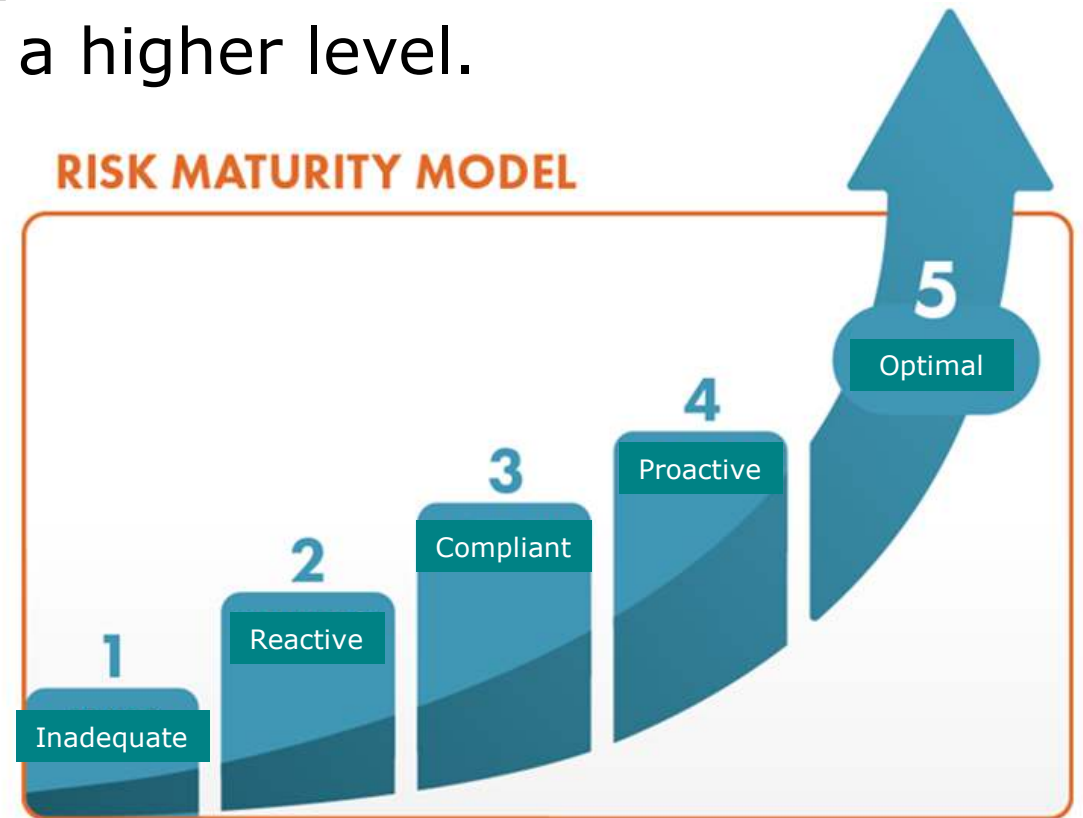 a higher level.
RISK MATURITY MODEL
1
Inadequate
2
Reactive
3
Compliant
4
Proactive
5
Optimal